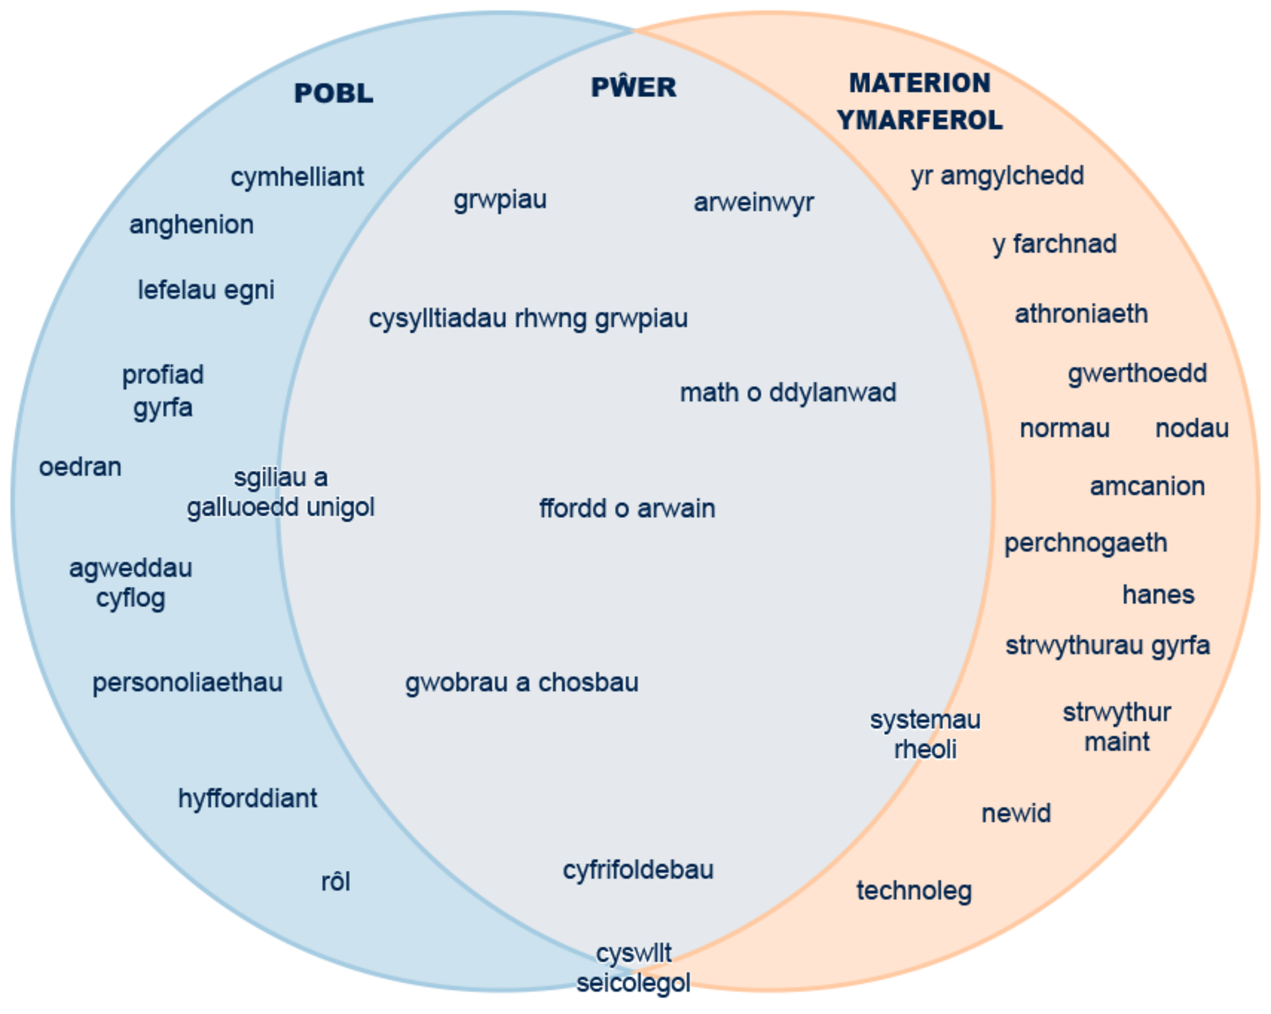 POBL
cymhelliant
anghenion
lefelau egni
profiad
gyrfa
oedran
sgiliau a
galluoedd unigol
agweddau
cyflog
personoliaethau
hyfforddiant
rôl
PŴER
grwpiau
arweinwyr
cysylltiadau rhwng grwpiau
math o ddylanwad
ffordd o arwain
gwobrau a chosbau
systemau
rheoli
cyfrifoldebau
cyswllt
seicolegol
MATERION
YMARFEROL
yr amgylchedd
y farchnad
athroniaeth
gwerthoedd
normau
nodau
amcanion
perchnogaeth
hanes
strwythurau gyrfa
strwythur
maint
newid
technoleg